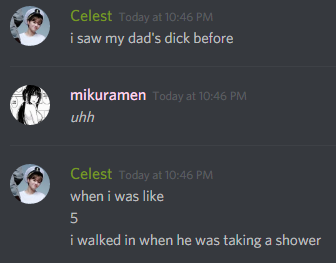 Celest Today at 10:46 PM
i saw my dad's dick before
mikuramen Today at 10:46 PM
uhh
Celest Today at 10:46 PM
when i was like
5
i walked in when he was taking a shower